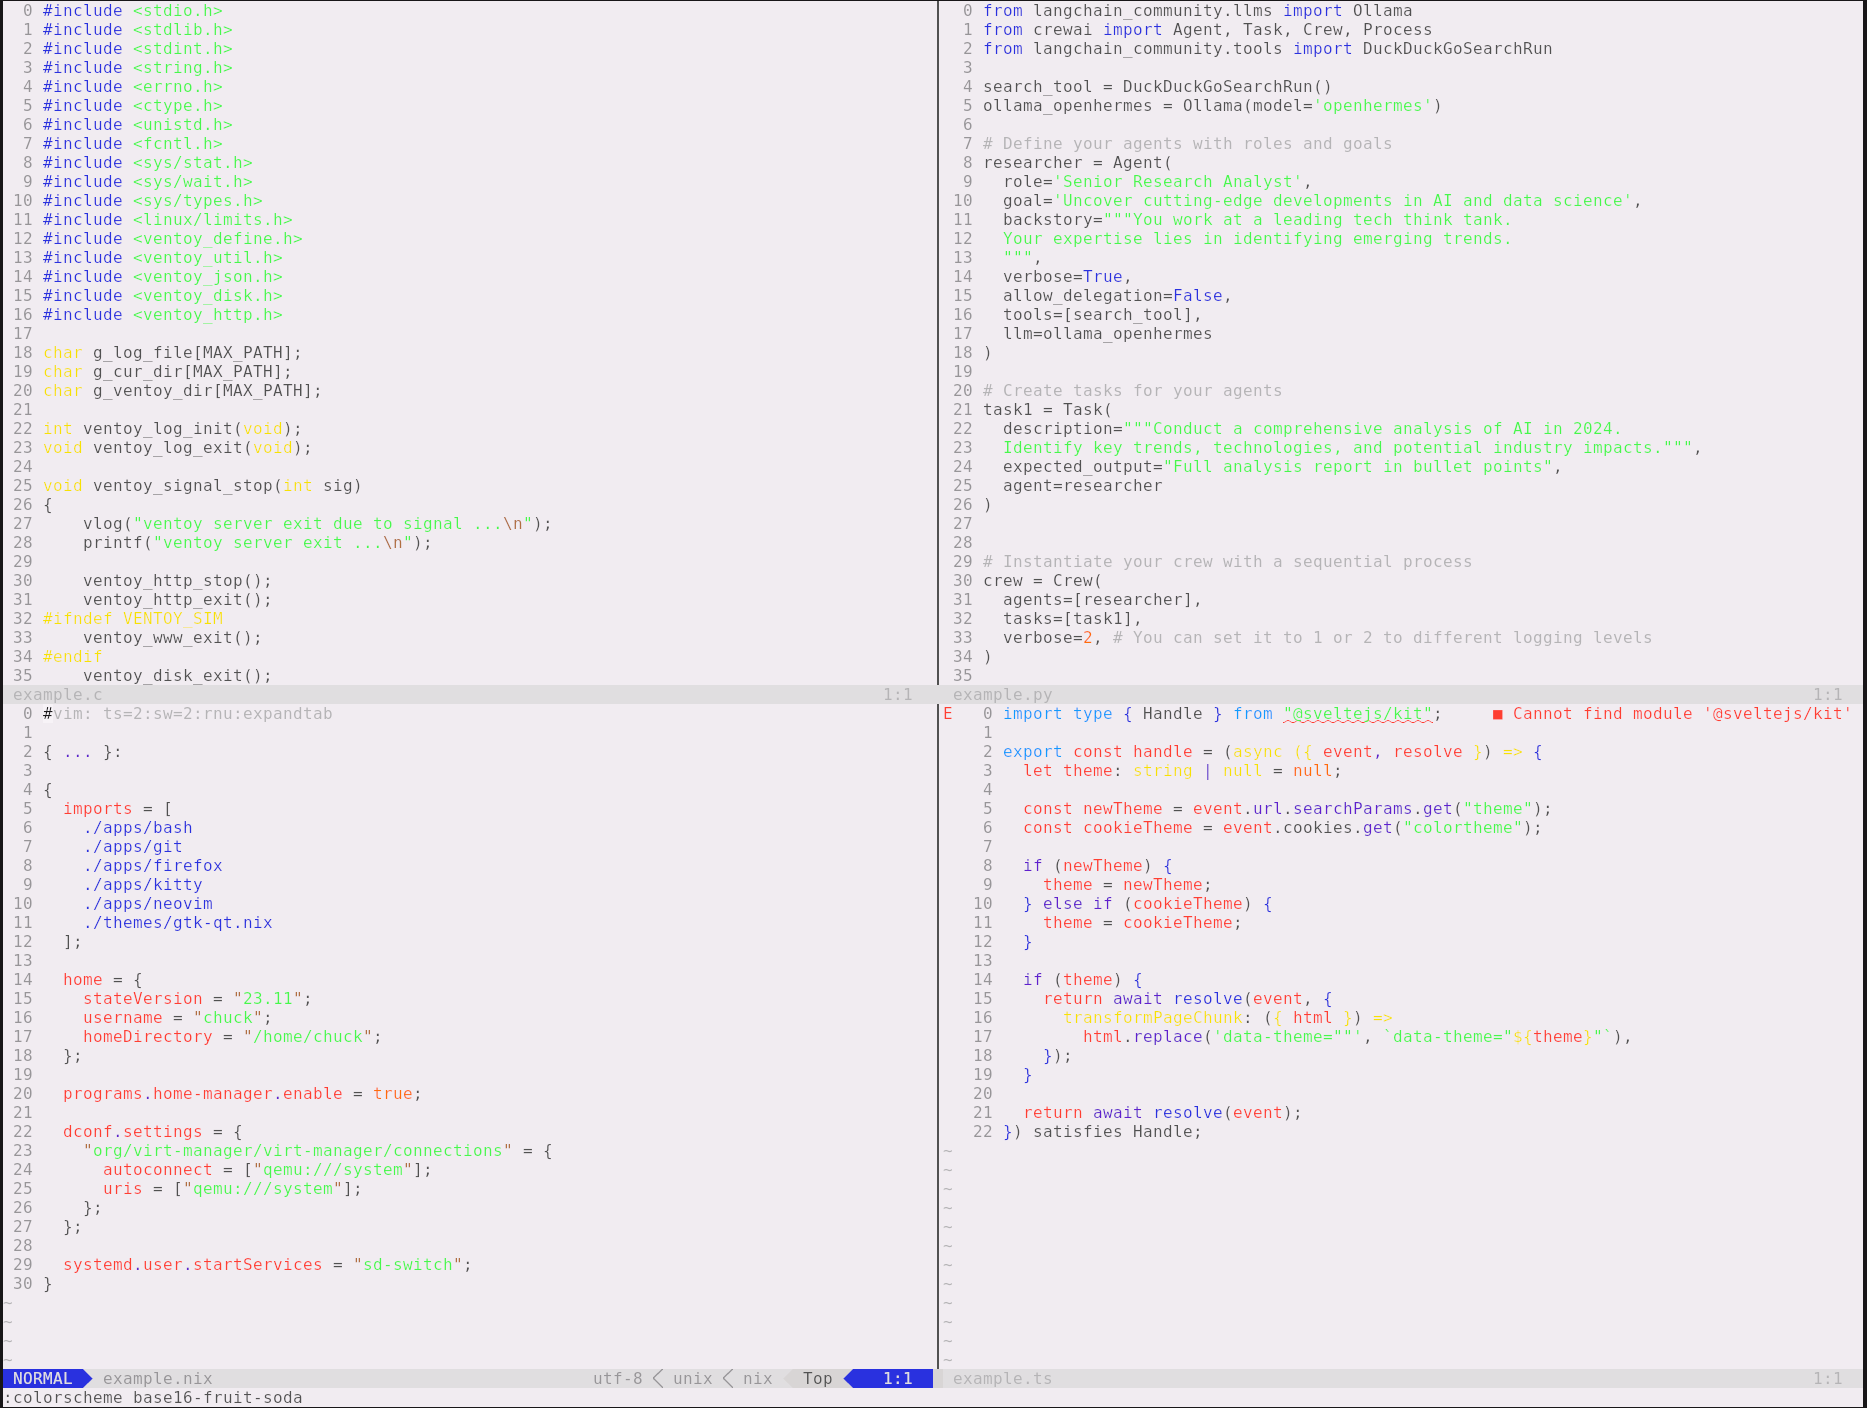 0 #include <stdio.h>
1 #include <stdlib.h>
2 #include <stdint.h>
3 #include <string.h>
4 #include <errno.h>
5 #include <ctype.h>
6 #include <unistd.h>
7 #include <fcntl.h>
8 #include <sys/stat.h>
9 #include <sys/wait.h>
10 #include <sys/types.h>
11 #include <linux/limits.h>
12 #include <ventoy_define.h>
13 #include <ventoy_util.h>
14 #include <ventoy_json.h>
15 #include <ventoy_disk.h>
16 #include <ventoy_http.h>
17
18 char g_log_file[MAX_PATH];
19 char g_cur_dir[MAX_PATH];
20 char g_ventoy_dir[MAX_PATH];
21
22 int ventoy_log_init(void);
23 void ventoy_log_exit(void);
24
25 void ventoy_signal_stop(int sig)
26 {
27     vlog("ventoy server exit due to signal ...\n");
28     printf("ventoy server exit ...\n");
29
30     ventoy_http_stop();
31     ventoy_http_exit();
32 #ifndef VENTOY_SIM
33     ventoy_www_exit();
34 #endif
35     ventoy_disk_exit();
example.c 1:1
0 from langchain_community.llms import Ollama
1 from crewai import Agent, Task, Crew, Process
2 from langchain_community.tools import DuckDuckGoSearchRun
3
4 search_tool = DuckDuckGoSearchRun()
5 ollama_openhermes = Ollama(model='openhermes')
6
7 # Define your agents with roles and goals
8 researcher = Agent(
9   role='Senior Research Analyst',
10   goal='Uncover cutting-edge developments in AI and data science',
11   backstory="""You work at a leading tech think tank.
12   Your expertise lies in identifying emerging trends.
13   """,
14   verbose=True,
15   allow_delegation=False,
16   tools=[search_tool],
17   llm=ollama_openhermes
18 )
19
20 # Create tasks for your agents
21 task1 = Task(
22   description="""Conduct a comprehensive analysis of AI in 2024.
23   Identify key trends, technologies, and potential industry impacts.""",
24   expected_output="Full analysis report in bullet points",
25   agent=researcher
26 )
27
28
29 # Instantiate your crew with a sequential process
30 crew = Crew(
31   agents=[researcher],
32   tasks=[task1],
33   verbose=2, # You can set it to 1 or 2 to different logging levels
34 )
35
example.py 1:1
0 #vim: ts=2:sw=2:rnu:expandtab
1
2 { ... }:
3
4 {
5   imports = [
6     ./apps/bash
7     ./apps/git
8     ./apps/firefox
9     ./apps/kitty
10     ./apps/neovim
11     ./themes/gtk-qt.nix
12   ];
13
14   home = {
15     stateVersion = "23.11";
16     username = "chuck";
17     homeDirectory = "/home/chuck";
18   };
19
20   programs.home-manager.enable = true;
21
22   dconf.settings = {
23     "org/virt-manager/virt-manager/connections" = {
24       autoconnect = ["qemu:///system"];
25       uris = ["qemu:///system"];
26     };
27   };
28
29   systemd.user.startServices = "sd-switch";
30 }
~
~
~
~
NORMAL example.nix utf-8 unix nix Top 1:1
E 0 import type { Handle } from "@sveltejs/kit"; ■ Cannot find module '@sveltejs/kit'
1
2 export const handle = (async ({ event, resolve }) => {
3   let theme: string | null = null;
4
5   const newTheme = event.url.searchParams.get("theme");
6   const cookieTheme = event.cookies.get("colortheme");
7
8   if (newTheme) {
9     theme = newTheme;
10   } else if (cookieTheme) {
11     theme = cookieTheme;
12   }
13
14   if (theme) {
15     return await resolve(event, {
16       transformPageChunk: ({ html }) =>
17         html.replace('data-theme=""', `data-theme="${theme}"`),
18     });
19   }
20
21   return await resolve(event);
22 }) satisfies Handle;
~
~
~
~
~
~
~
~
~
~
~
~
example.ts 1:1
:colorscheme base16-fruit-soda